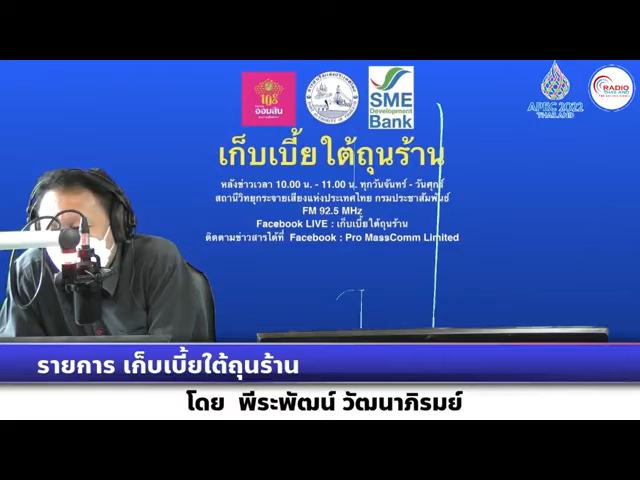 ออมสิน
SME
Development
Bank
APEC 2022
THAILAND
RADIO
THAILAND
เก็บเบี้ย ใต้ถุนร้าน
หลังข่าวเวลา 10.00 น. - 11.00 น. ทุกวันจันทร์ - วันศุกร์
สถานีวิทยุกระจายเสียงแห่งประเทศไทย กรมประชาสัมพันธ์
FM 92.5 MHz
Facebook LIVE : เก็บเบี้ยใต้ถุนร้าน
ติดตามข่าวสารได้ที่ Facebook : Pro MassComm Limited
รายการ เก็บเบี้ยใต้ถุนร้าน
โดย พีระพัฒน์ วัฒนาภิรมย์